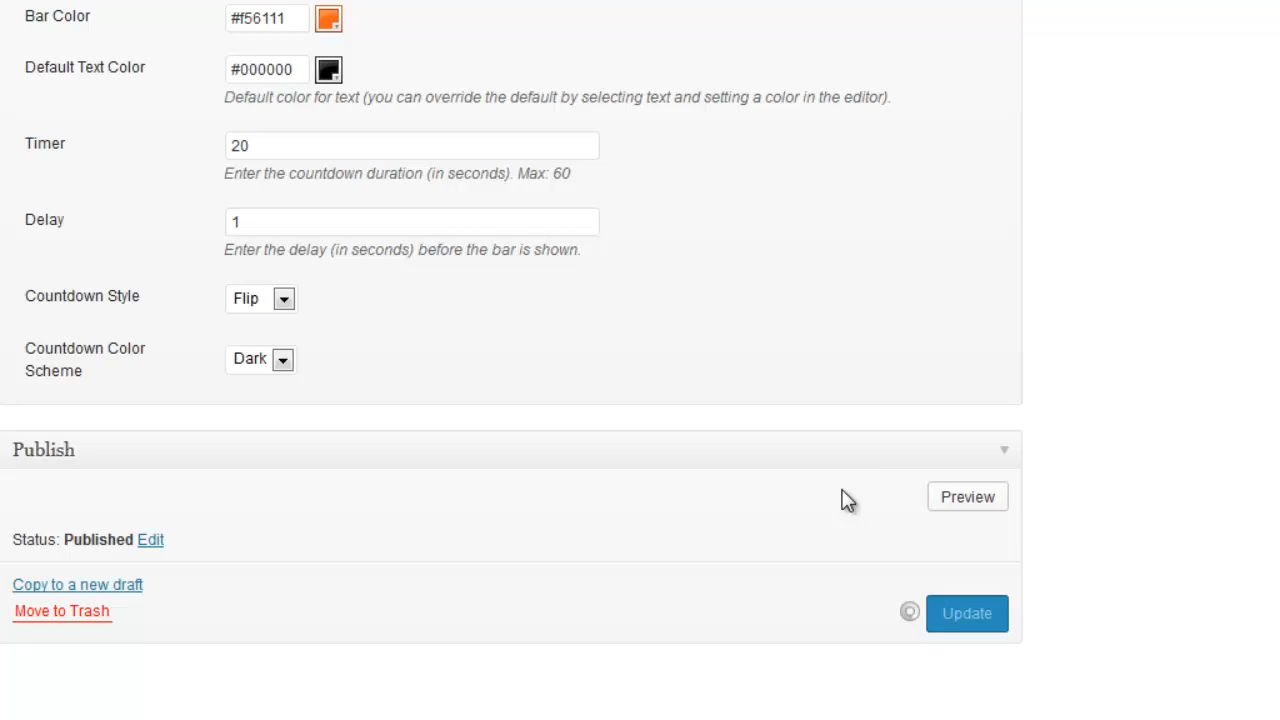 Bar Color #f56111
Default Text Color #000000
Default color for text (you can override the default by selecting text and setting a color in the editor).
Timer 20
Enter the countdown duration (in seconds). Max: 60
Delay 1
Enter the delay (in seconds) before the bar is shown.
Countdown Style Flip
Countdown Color
Scheme
Dark
Publish
Preview
Status: Published Edit
Copy to a new draft
Move to Trash
Update